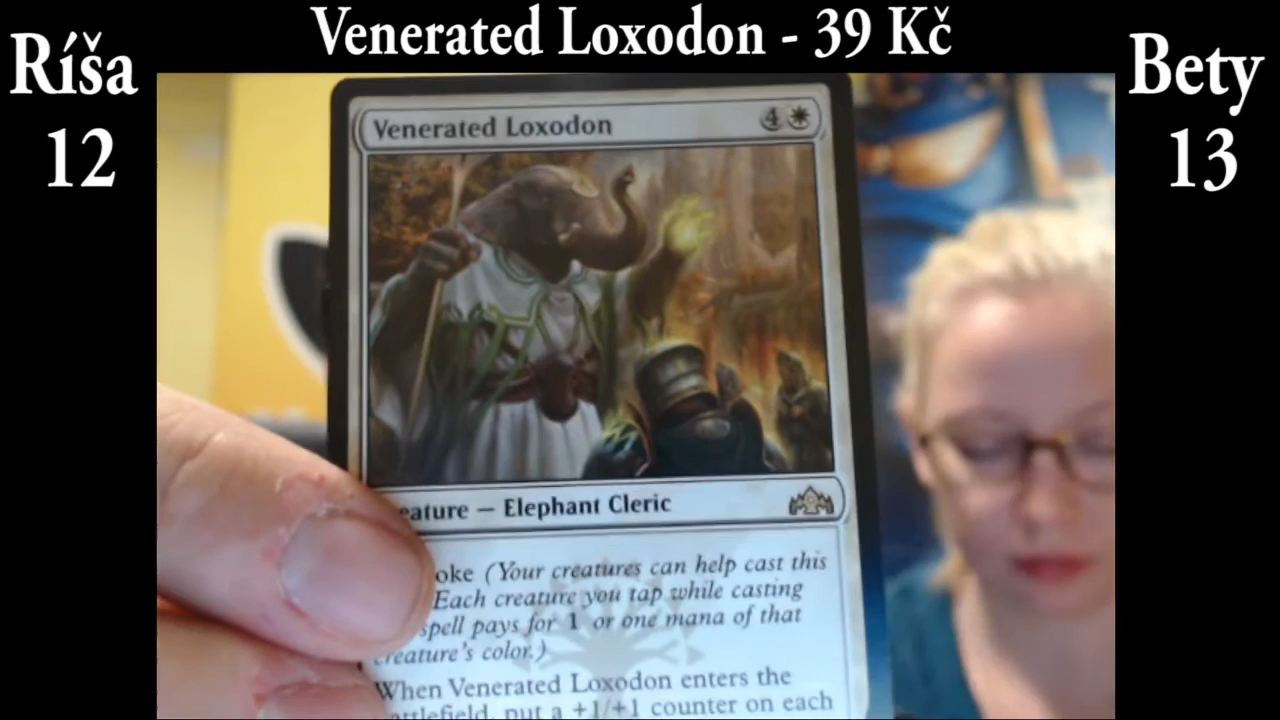 Venerated Loxodon - 39 Kč
Ríša
12
Bety
13
Venerated Loxodon 4
eature — Elephant Cleric
oke (Your creatures can help cast this
Each creature you tap while casting
spell pays for 1 or one mana of that
creature's color.)
When Venerated Loxodon enters the
attlefield, put a +1/+1 counter on each